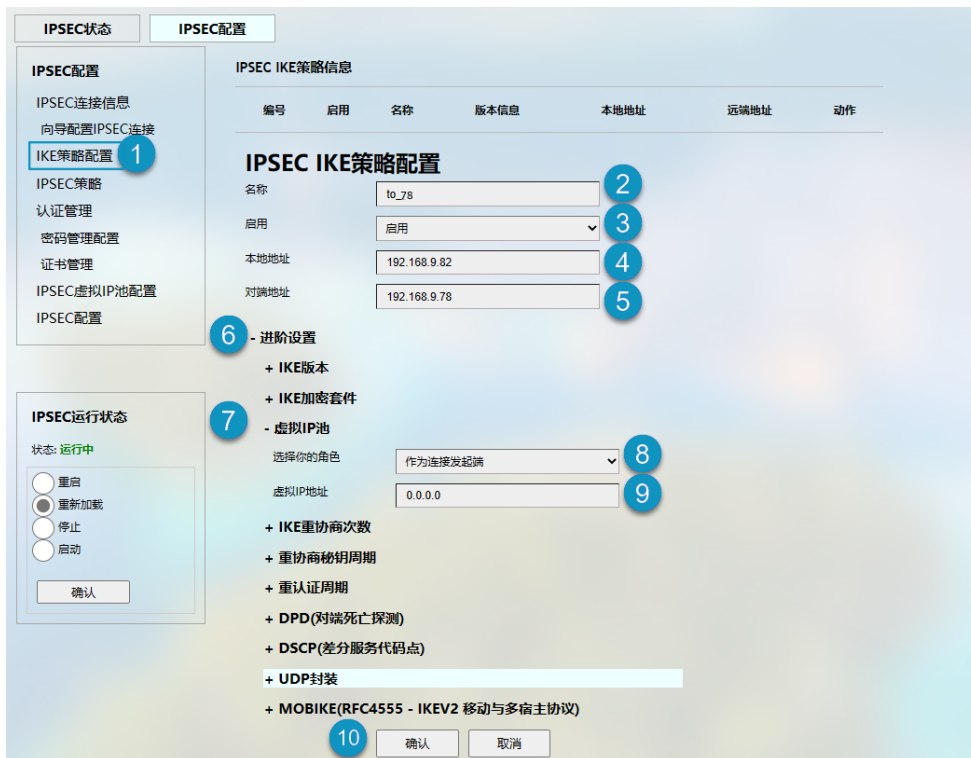 IPSEC状态
IPSEC配置
IPSEC配置
IPSEC连接信息
向导配置IPSEC连接
IKE策略配置
1
IPSEC策略
认证管理
密码管理配置
证书管理
IPSEC虚拟IP池配置
IPSEC配置
IPSEC运行状态
状态: 运行中
重启
重新加载
停止
启动
确认
IPSEC IKE策略信息
编号 启用 名称 版本信息 本地地址 远端地址 动作
IPSEC IKE策略配置
名称 to_78 2
启用 启用 3
本地地址 192.168.9.82 4
对端地址 192.168.9.78 5
6 - 进阶设置
+ IKE版本
+ IKE加密套件
7 - 虚拟IP池
选择你的角色 作为连接发起端 8
虚拟IP地址 0.0.0.0 9
+ IKE重协商次数
+ 重协商秘钥周期
+ 重认证周期
+ DPD(对端死亡探测)
+ DSCP(差分服务代码点)
+ UDP封装
+ MOBIKE(RFC4555 - IKEV2 移动与多宿主协议)
10 确认 取消